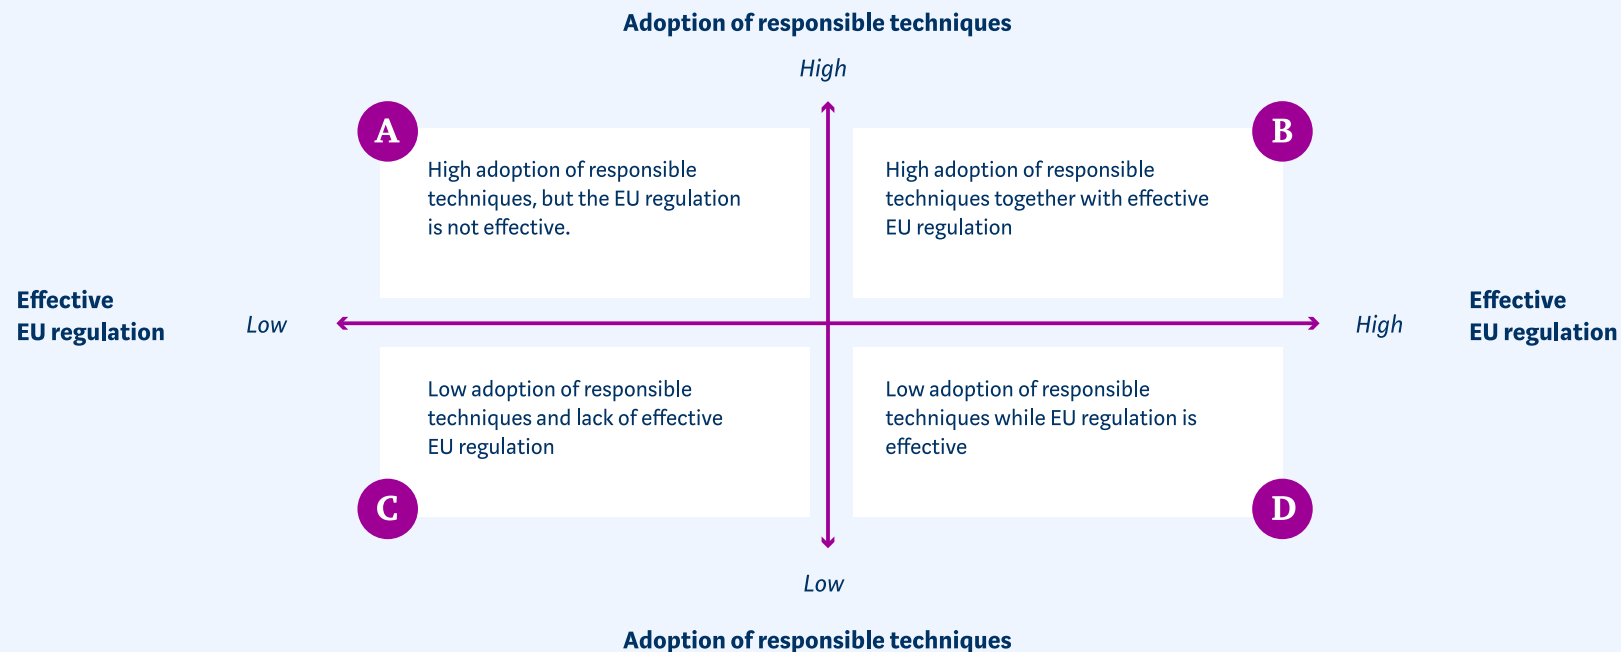 Adoption of responsible techniques
High
A
High adoption of responsible
techniques, but the EU regulation
is not effective.
B
High adoption of responsible
techniques together with effective
EU regulation
Effective
EU regulation
Low
High
Effective
EU regulation
Low adoption of responsible
techniques and lack of effective
EU regulation
C
Low adoption of responsible
techniques while EU regulation is
effective
D
Low
Adoption of responsible techniques